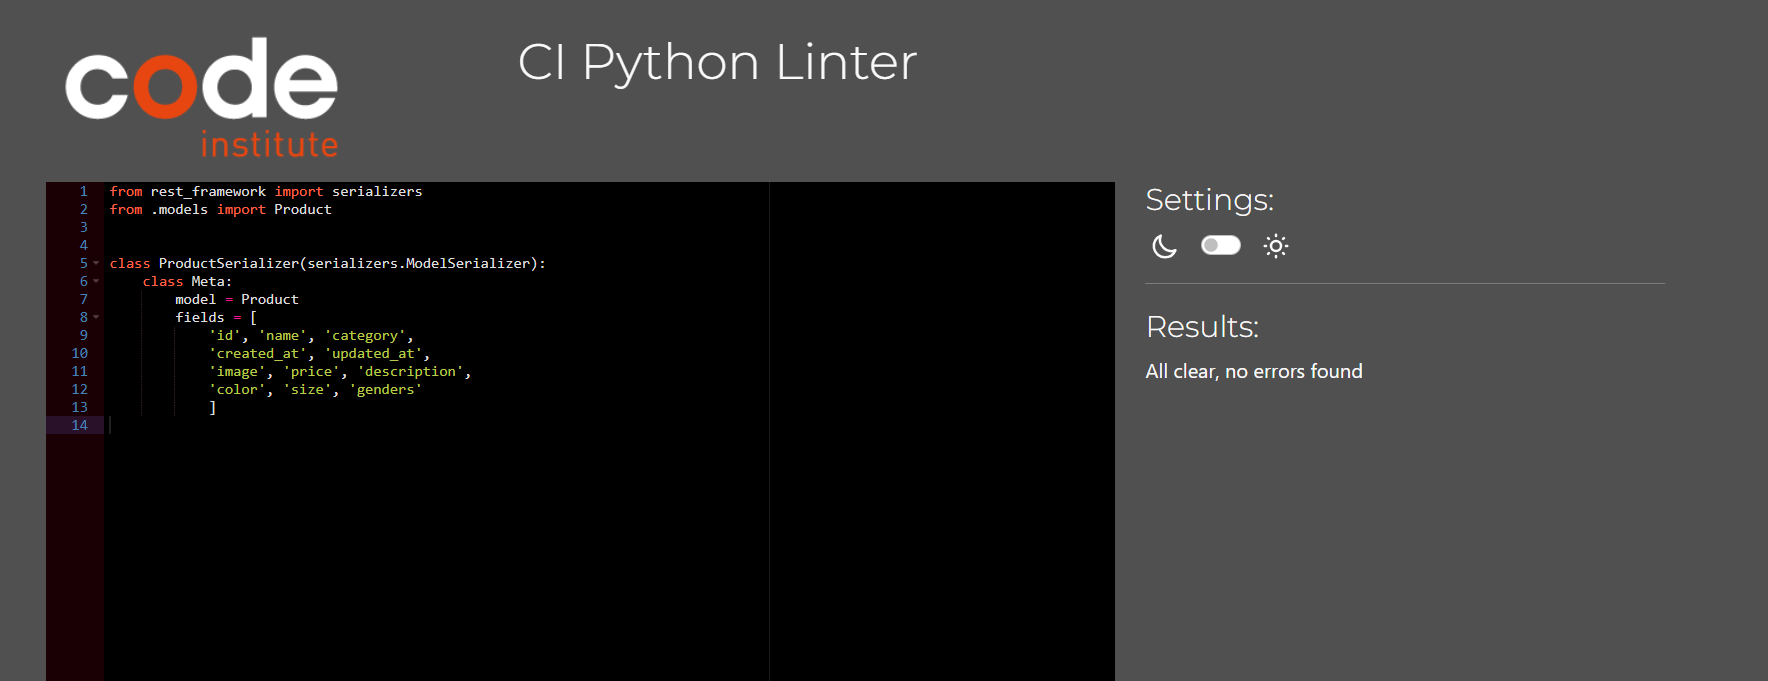 code
institute
CI Python Linter
1 from rest_framework import serializers
2 from .models import Product
3
4
5 class ProductSerializer(serializers.ModelSerializer):
6     class Meta:
7         model = Product
8         fields = [
9             'id', 'name', 'category',
10             'created_at', 'updated_at',
11             'image', 'price', 'description',
12             'color', 'size', 'genders'
13             ]
14
Settings:
Results:
All clear, no errors found